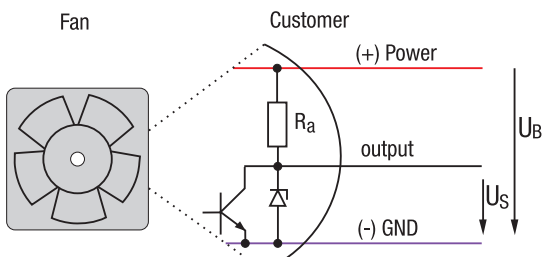 Fan
Customer
(+) Power
Ra
UB
output
US
(-) GND